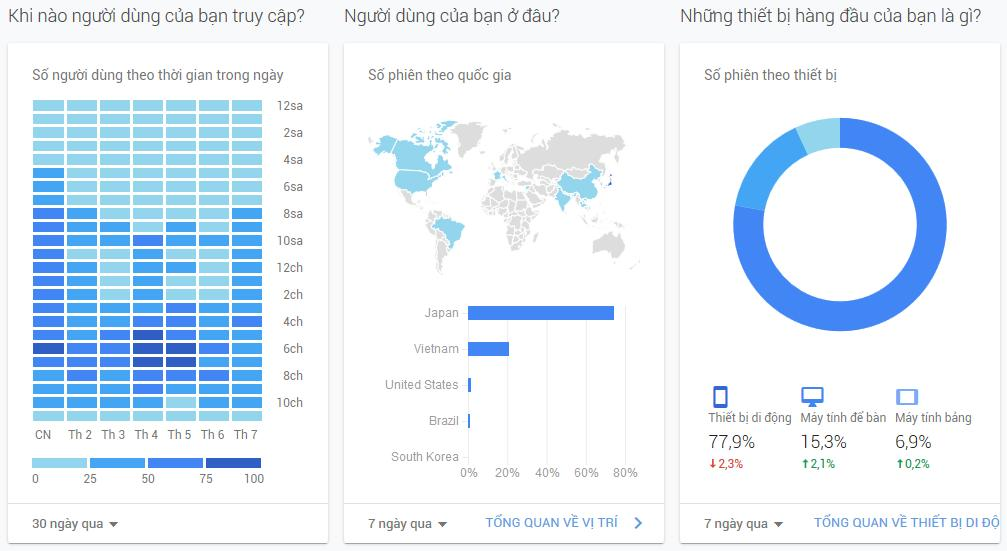 Khi nào người dùng của bạn truy cập?
Số người dùng theo thời gian trong ngày
12sa
2sa
4sa
6sa
8sa
10sa
12ch
2ch
4ch
6ch
8ch
10ch
CN Th 2 Th 3 Th 4 Th 5 Th 6 Th 7
0 25 50 75 100
30 ngày qua
Người dùng của bạn ở đâu?
Số phiên theo quốc gia
Japan
Vietnam
United States
Brazil
South Korea
0% 20% 40% 60% 80%
7 ngày qua TỔNG QUAN VỀ VỊ TRÍ
Những thiết bị hàng đầu của bạn là gì?
Số phiên theo thiết bị
Thiết bị di động Máy tính để bàn Máy tính bảng
77,9% 15,3% 6,9%
2,3% 2,1% 0,2%
7 ngày qua TỔNG QUAN VỀ THIẾT BỊ DI ĐỘ